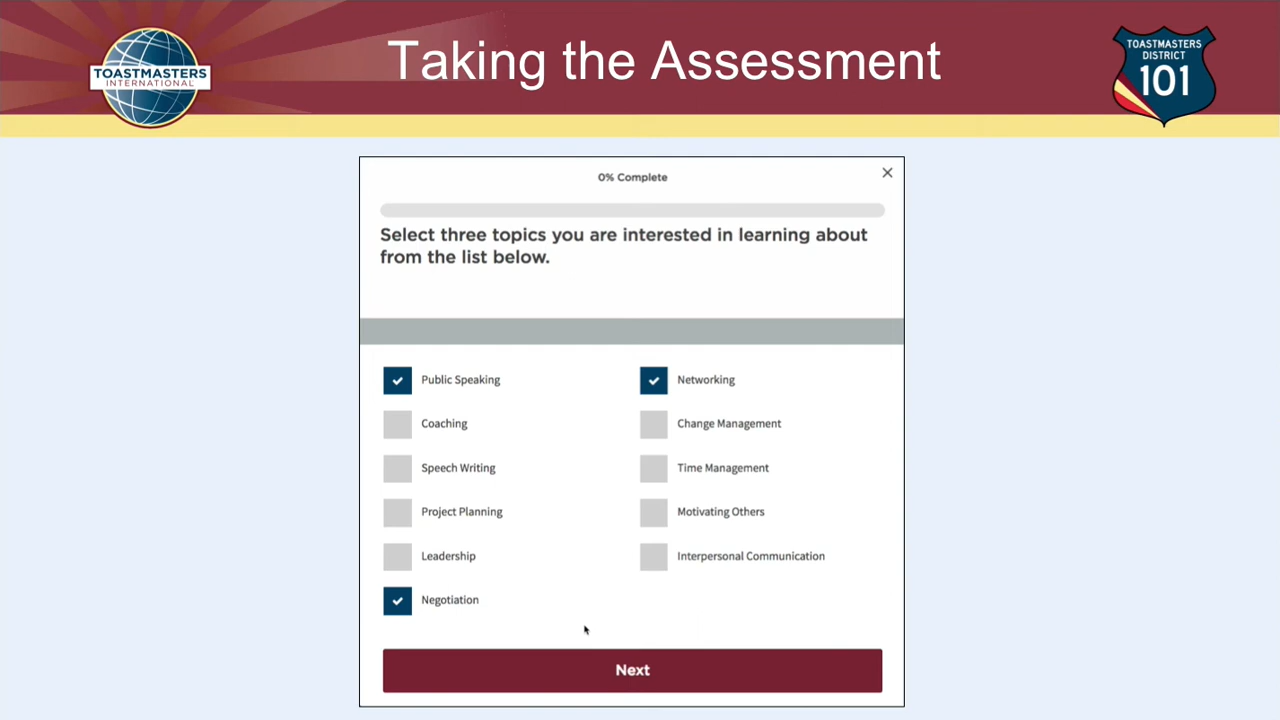 Taking the Assessment
TOASTMASTERS
INTERNATIONAL
TOASTMASTERS
DISTRICT
101
0% Complete
Select three topics you are interested in learning about
from the list below.
Public Speaking
Networking
Coaching
Change Management
Speech Writing
Time Management
Project Planning
Motivating Others
Leadership
Interpersonal Communication
Negotiation
Next